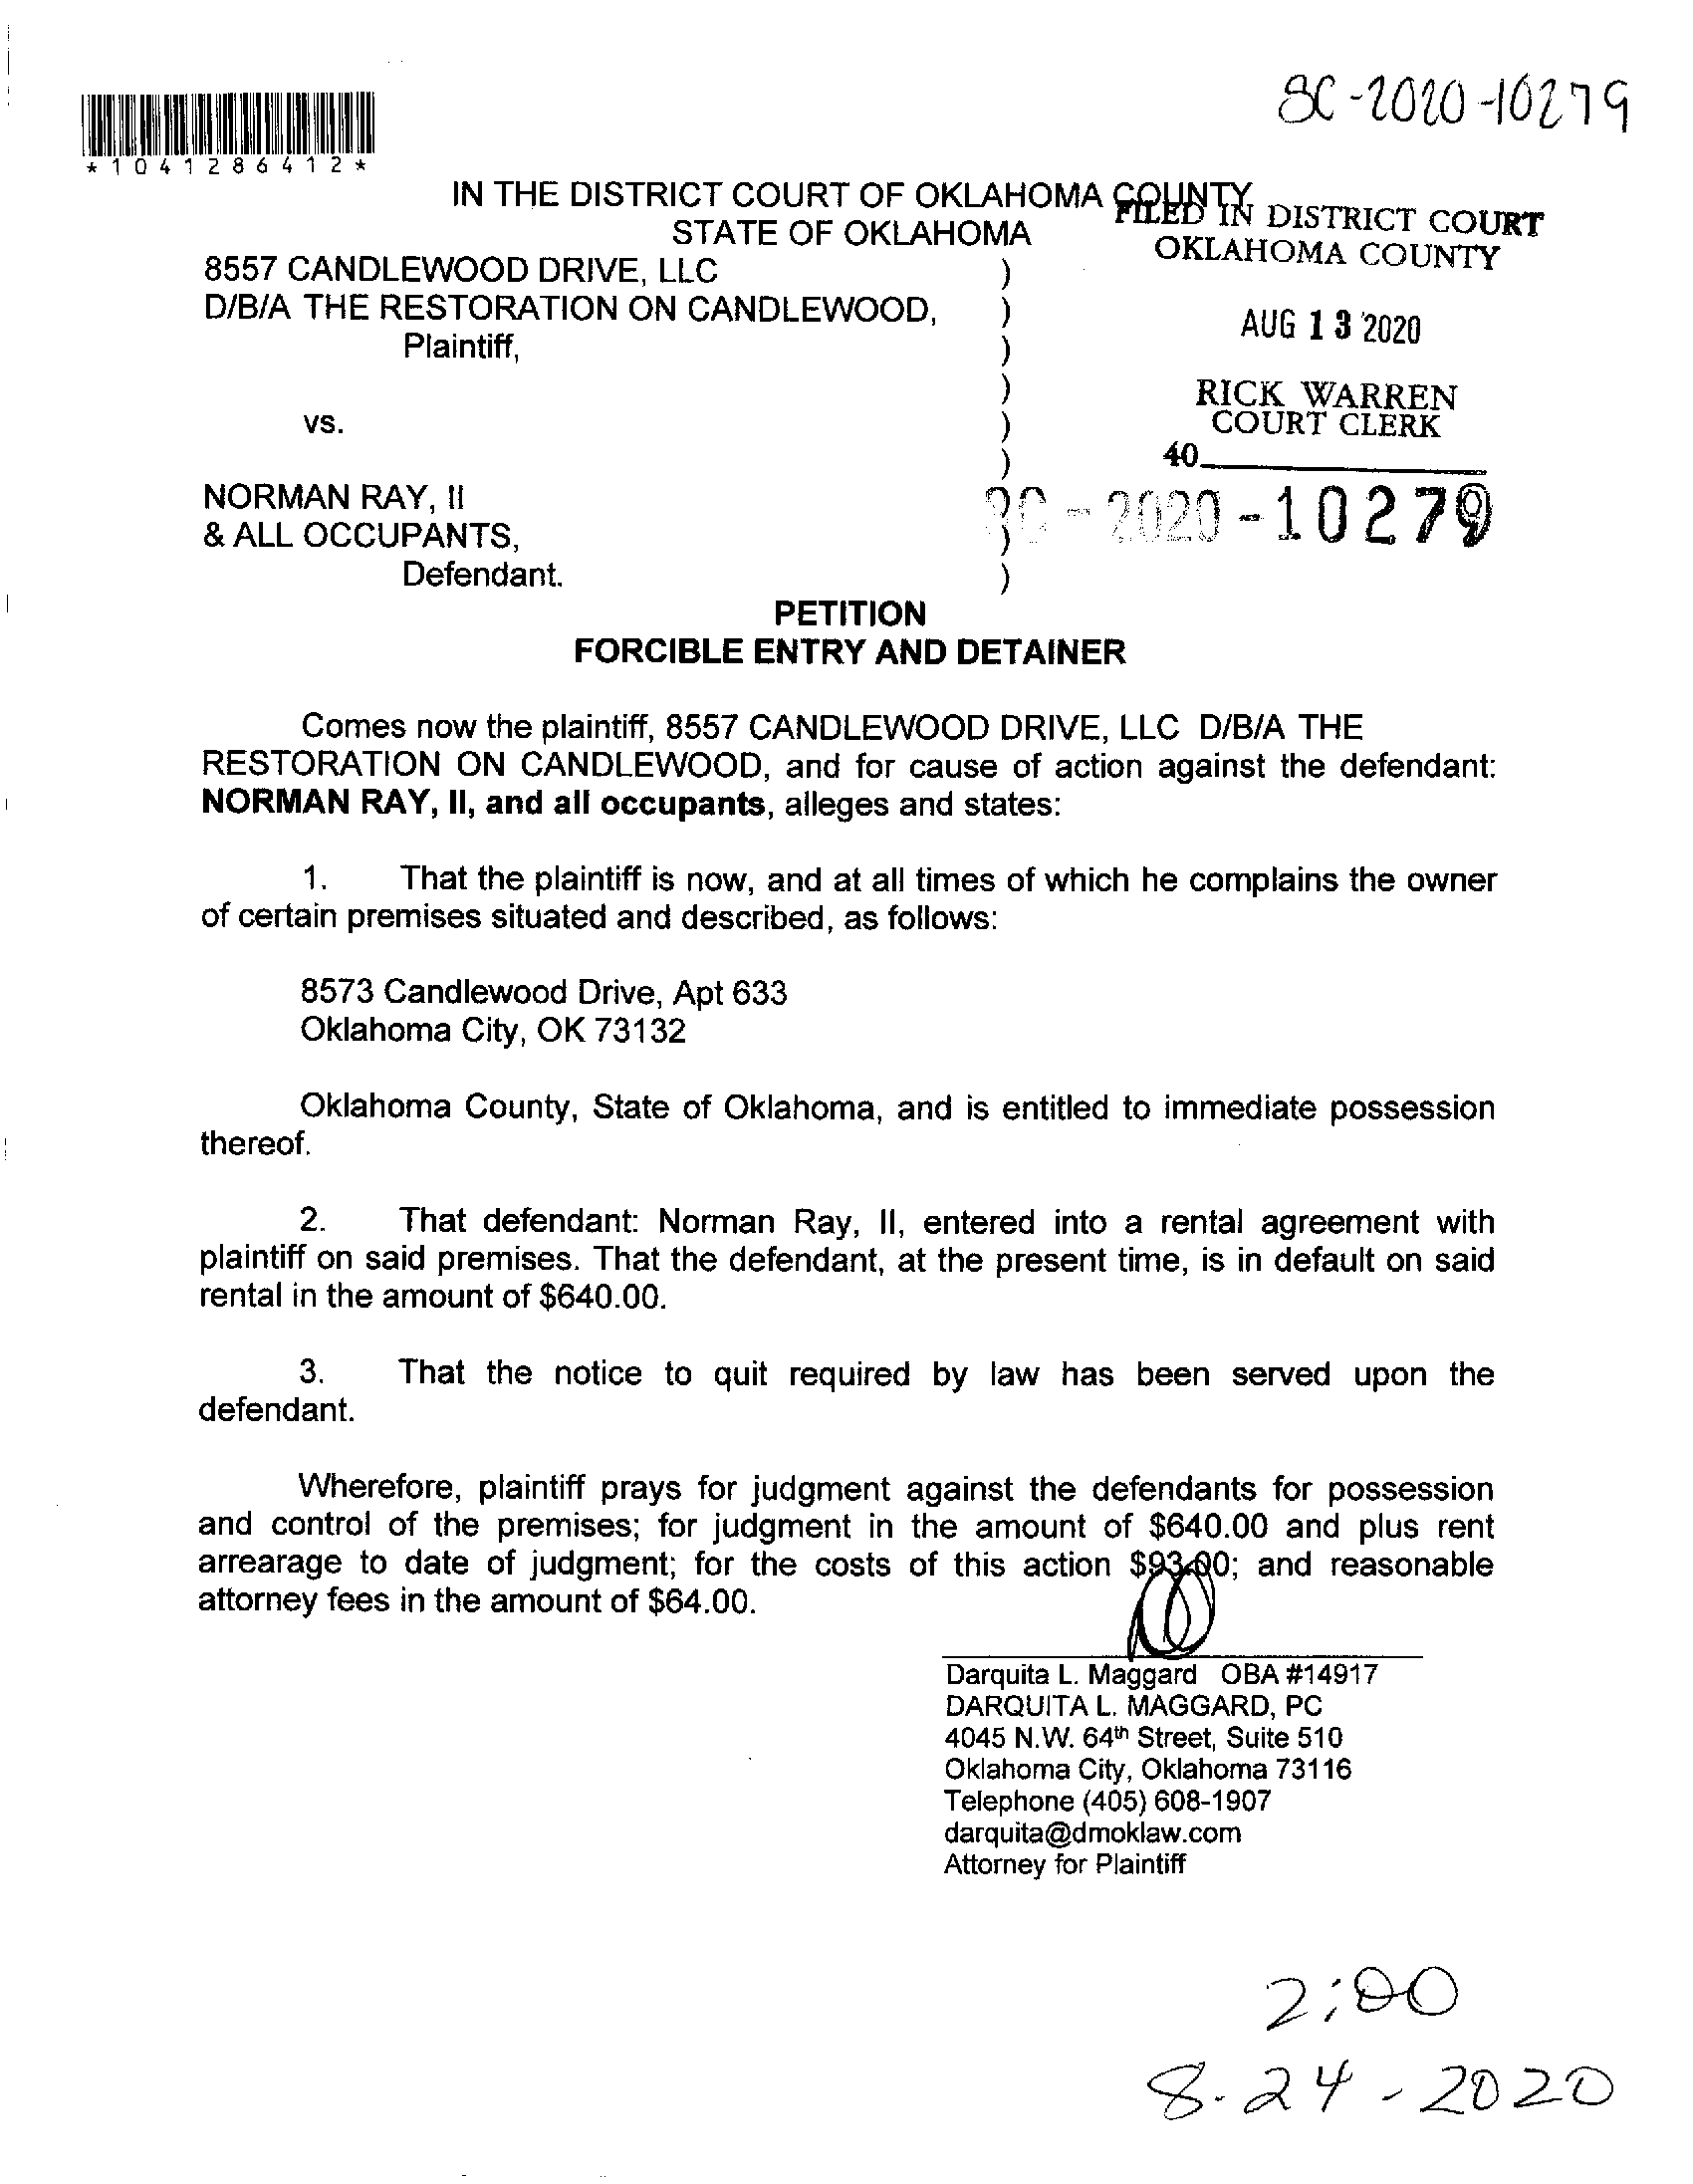 SC-2020-10279
*1041286412*
IN THE DISTRICT COURT OF OKLAHOMA COUNTY
STATE OF OKLAHOMA
FILED IN DISTRICT COURT
OKLAHOMA COUNTY
AUG 13 2020
RICK WARREN
COURT CLERK
40
SC-2020-10279
8557 CANDLEWOOD DRIVE, LLC )
D/B/A THE RESTORATION ON CANDLEWOOD, )
Plaintiff, )
)
vs. )
)
NORMAN RAY, II
& ALL OCCUPANTS, )
Defendant. )
PETITION
FORCIBLE ENTRY AND DETAINER
Comes now the plaintiff, 8557 CANDLEWOOD DRIVE, LLC D/B/A THE
RESTORATION ON CANDLEWOOD, and for cause of action against the defendant:
NORMAN RAY, II, and all occupants, alleges and states:
1. That the plaintiff is now, and at all times of which he complains the owner
of certain premises situated and described, as follows:
8573 Candlewood Drive, Apt 633
Oklahoma City, OK 73132
Oklahoma County, State of Oklahoma, and is entitled to immediate possession
thereof.
2. That defendant: Norman Ray, II, entered into a rental agreement with
plaintiff on said premises. That the defendant, at the present time, is in default on said
rental in the amount of $640.00.
3. That the notice to quit required by law has been served upon the
defendant.
Wherefore, plaintiff prays for judgment against the defendants for possession
and control of the premises; for judgment in the amount of $640.00 and plus rent
arrearage to date of judgment; for the costs of this action $93.00; and reasonable
attorney fees in the amount of $64.00.
Darquita L. Maggard OBA #14917
DARQUITA L. MAGGARD, PC
4045 N.W. 64th Street, Suite 510
Oklahoma City, Oklahoma 73116
Telephone (405) 608-1907
darquita@dmoklaw.com
Attorney for Plaintiff
2:00
8-24-2020